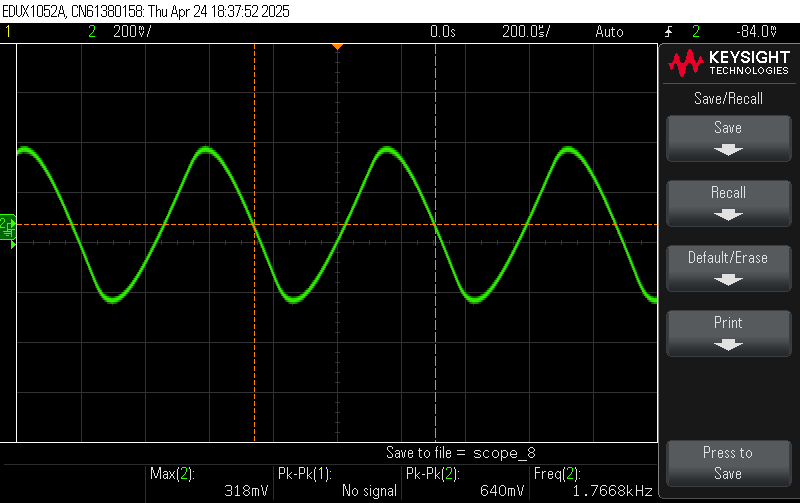 EDUX1052A, CN61380158: Thu Apr 24 18:37:52 2025
1 2 200mV/ 0.0s 200.0us/ Auto 2 -84.0mV
KEYSIGHT
TECHNOLOGIES
Save/Recall
Save
Recall
Default/Erase
Print
2
Save to file = scope_8
Press to
Save
Max(2): Pk-Pk(1): Pk-Pk(2): Freq(2):
318mV No signal 640mV 1.7668kHz